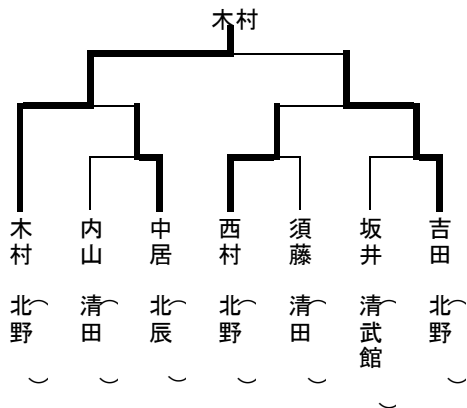 木村
木村（北野）
内山（清田）
中居（北辰）
西村（北野）
須藤（清田）
坂井（清武館）
吉田（北野）